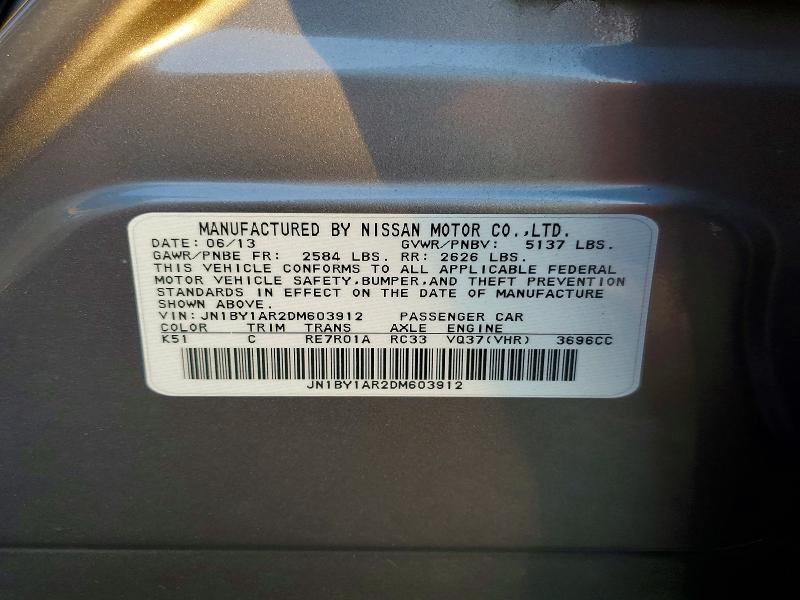 MANUFACTURED BY NISSAN MOTOR CO.,LTD.
DATE: 06/13 GVWR/PNBV: 5137 LBS.
GAWR/PNBE FR: 2584 LBS. RR: 2626 LBS.
THIS VEHICLE CONFORMS TO ALL APPLICABLE FEDERAL
MOTOR VEHICLE SAFETY,BUMPER,AND THEFT PREVENTION
STANDARDS IN EFFECT ON THE DATE OF MANUFACTURE
SHOWN ABOVE.
VIN: JN1BY1AR2DM603912 PASSENGER CAR
COLOR TRIM TRANS AXLE ENGINE
K51 C RE7R01A RC33 VQ37(VHR) 3696CC
JN1BY1AR2DM603912